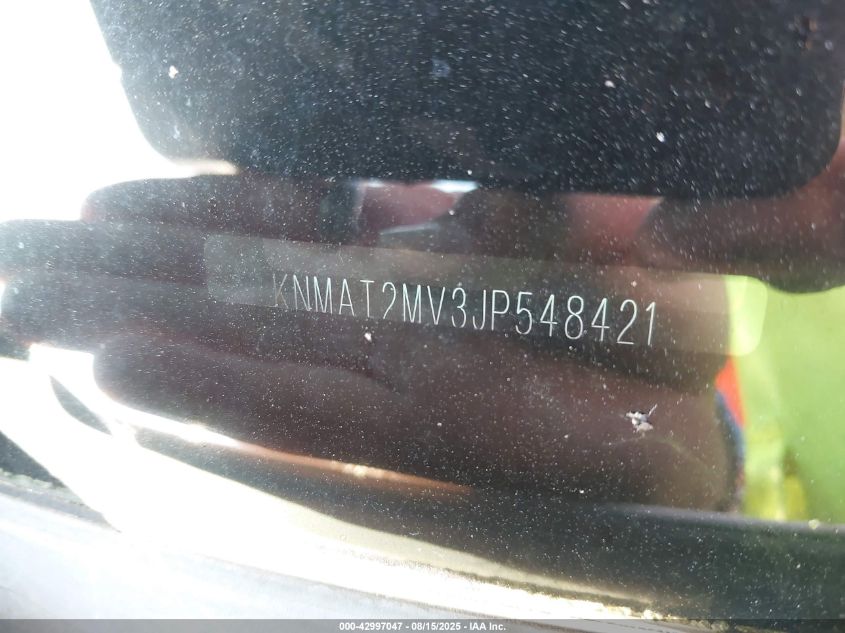 KNMAT2MV3JP548421
000-42997047 - 08/15/2025 - IAA Inc.